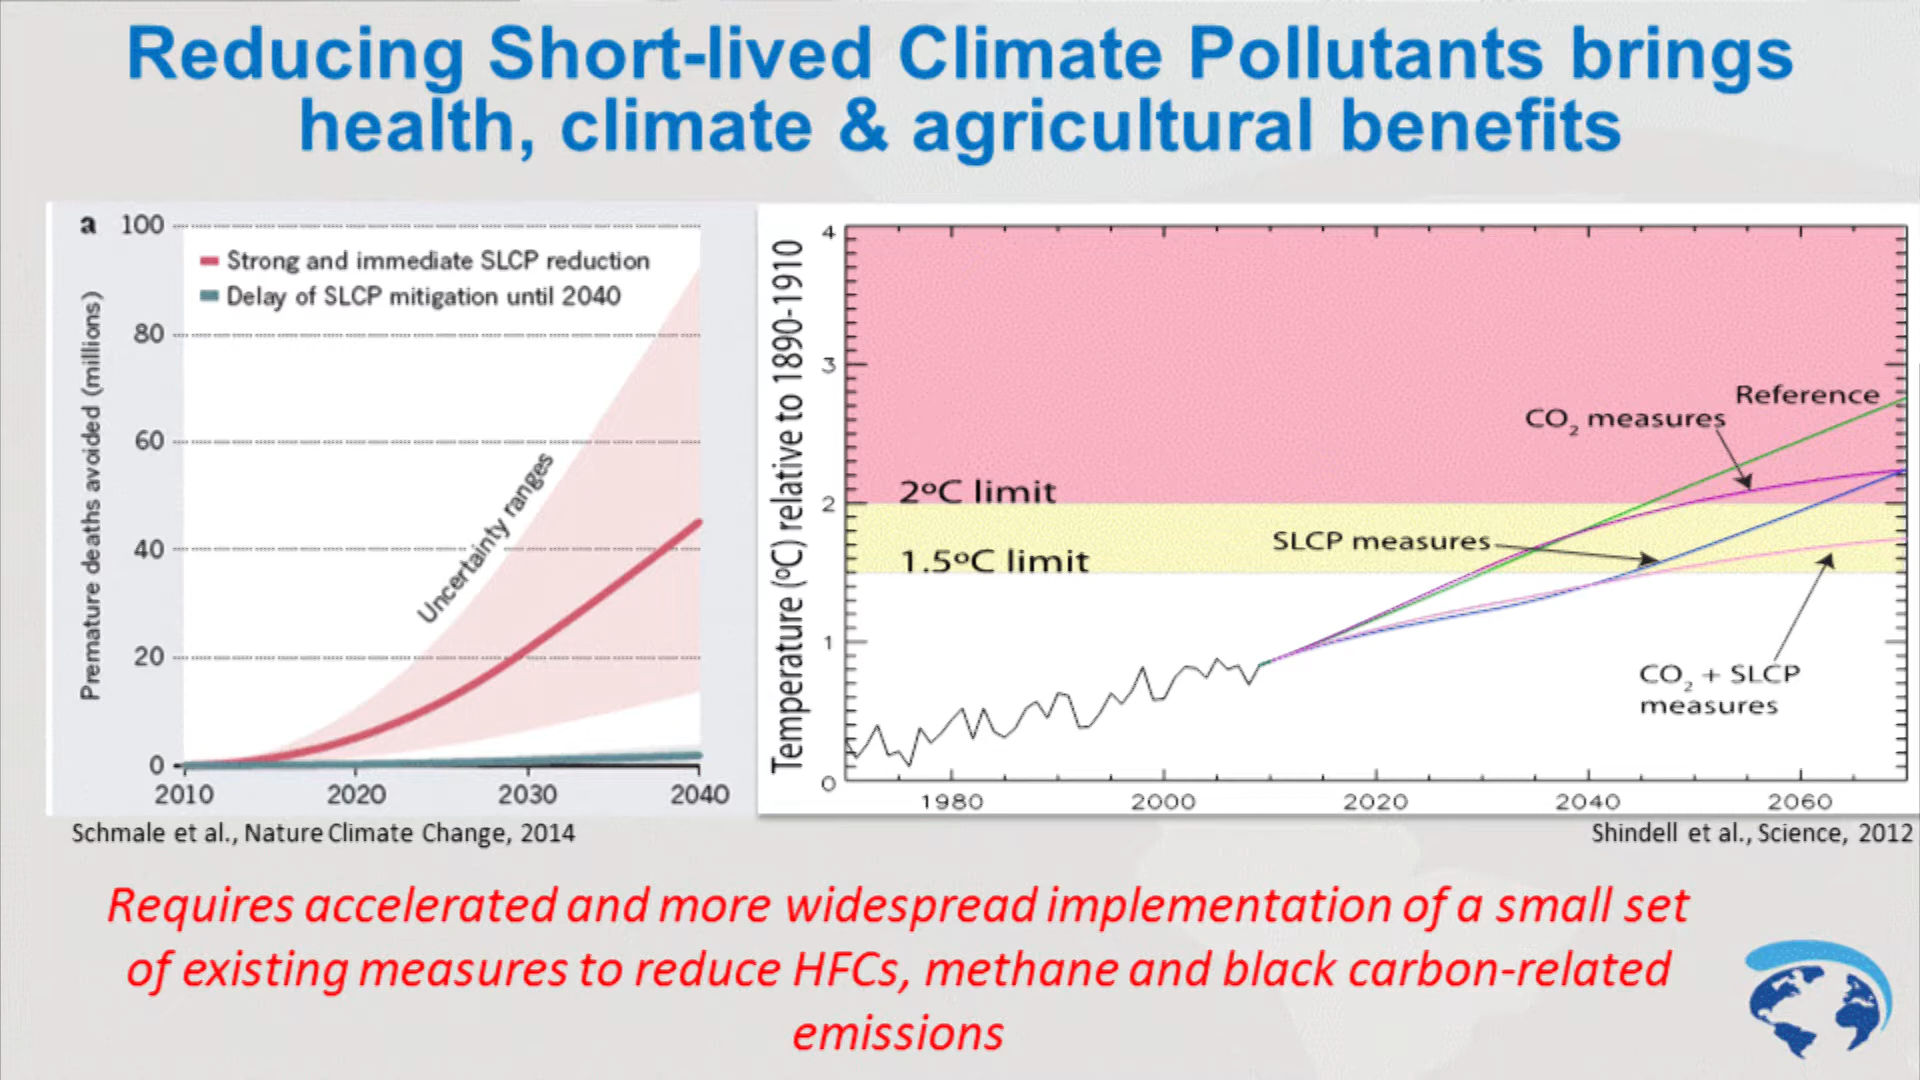 Reducing Short-lived Climate Pollutants brings
health, climate & agricultural benefits
a
100
80
60
40
20
0
Premature deaths avoided (millions)
Strong and immediate SLCP reduction
Delay of SLCP mitigation until 2040
Uncertainty ranges
2010 2020 2030 2040
Schmale et al., Nature Climate Change, 2014
Temperature (ºC) relative to 1890-1910
4
3
2
1
0
Reference
CO₂ measures
2ºC limit
SLCP measures
1.5ºC limit
CO₂ + SLCP
measures
1980 2000 2020 2040 2060
Shindell et al., Science, 2012
Requires accelerated and more widespread implementation of a small set
of existing measures to reduce HFCs, methane and black carbon-related
emissions